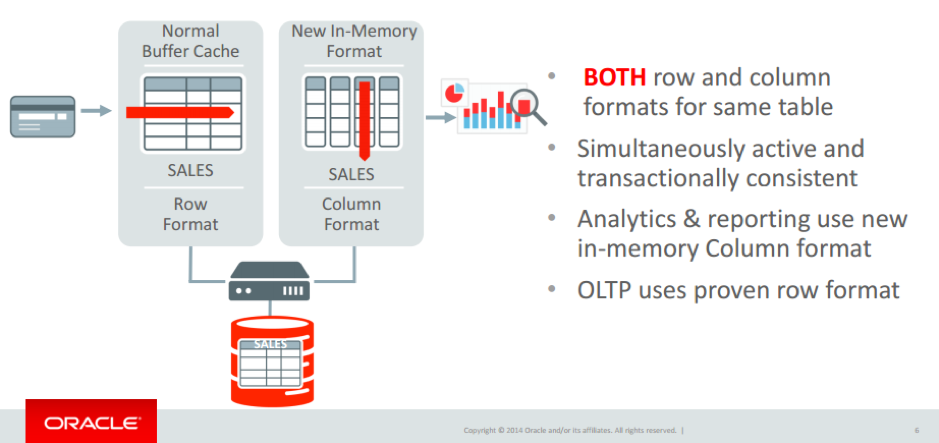 Normal
Buffer Cache
SALES
Row
Format
New In-Memory
Format
SALES
Column
Format
SALES
• BOTH row and column
formats for same table
• Simultaneously active and
transactionally consistent
• Analytics & reporting use new
in-memory Column format
• OLTP uses proven row format
ORACLE®
Copyright © 2014 Oracle and/or its affiliates. All rights reserved. |
6